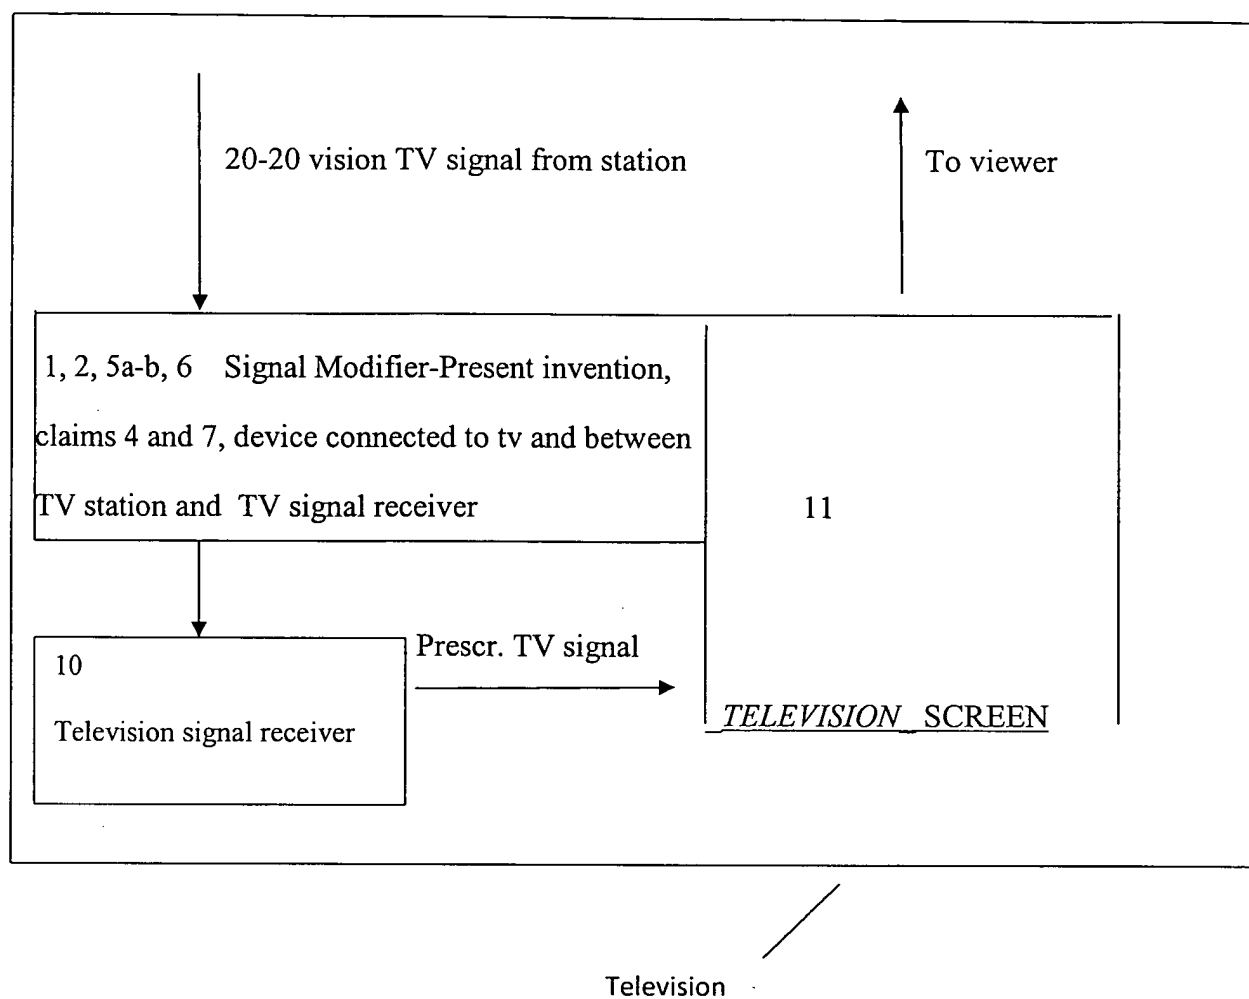 20-20 vision TV signal from station
To viewer
1, 2, 5a-b, 6 Signal Modifier-Present invention,
claims 4 and 7, device connected to tv and between
TV station and TV signal receiver
11
10
Television signal receiver
Prescr. TV signal
TELEVISION SCREEN
Television